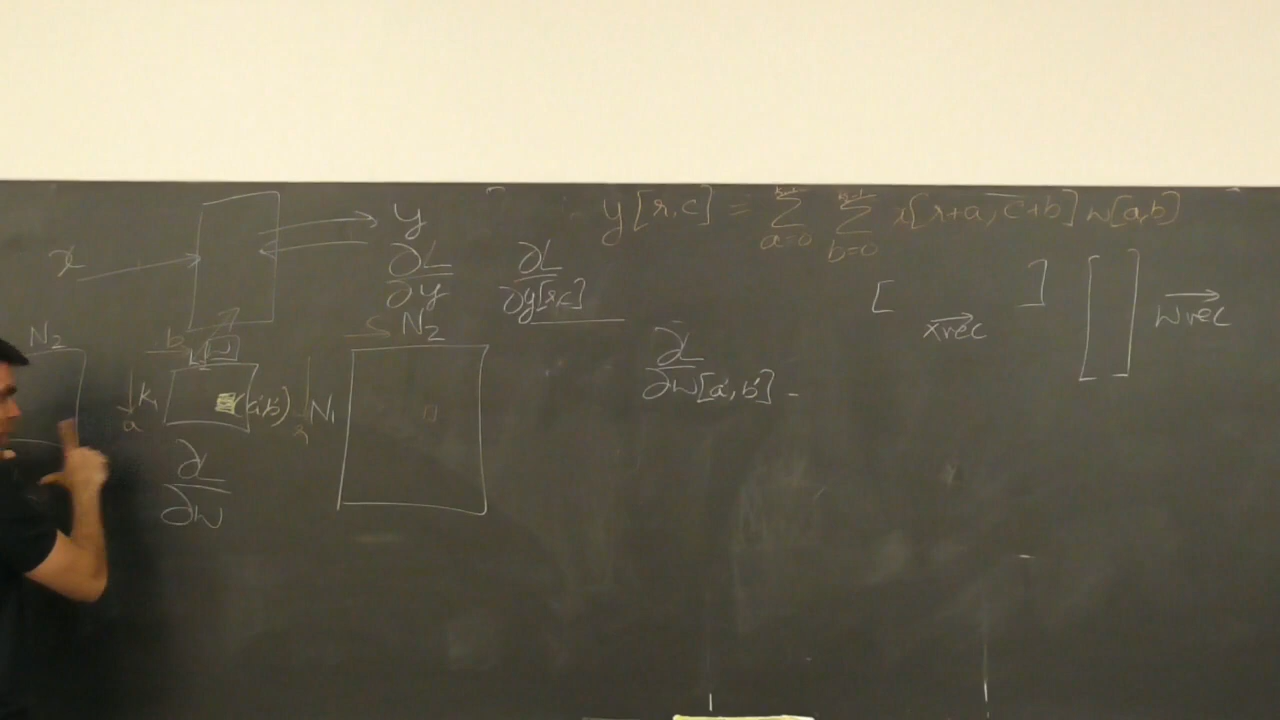 y[r,c] = Σ Σ x[r+a, c+b] w[a,b]
a=0 b=0
x
y
∂L/∂y
∂L/∂y[r,c]
xvec
wvec
N2
b
N2
∂L/∂w[a',b'] =
a
K1
(a'b')
r
N1
∂L/∂w